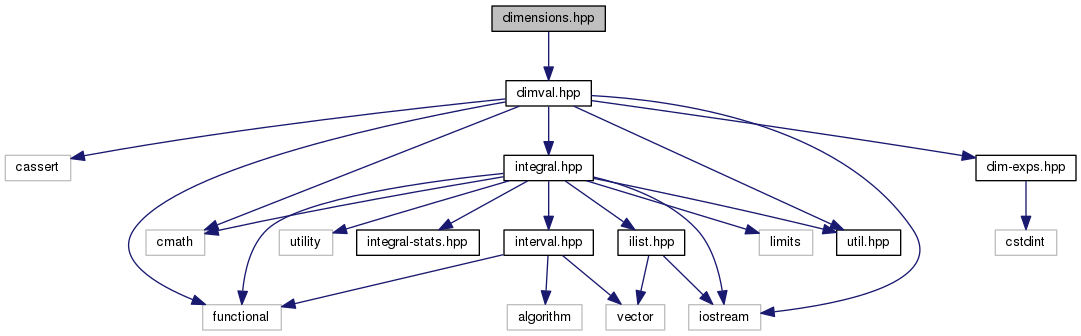 dimensions.hpp
dimval.hpp
cassert
integral.hpp
dim-exps.hpp
cmath
utility
integral-stats.hpp
interval.hpp
ilist.hpp
limits
util.hpp
cstdint
functional
algorithm
vector
iostream